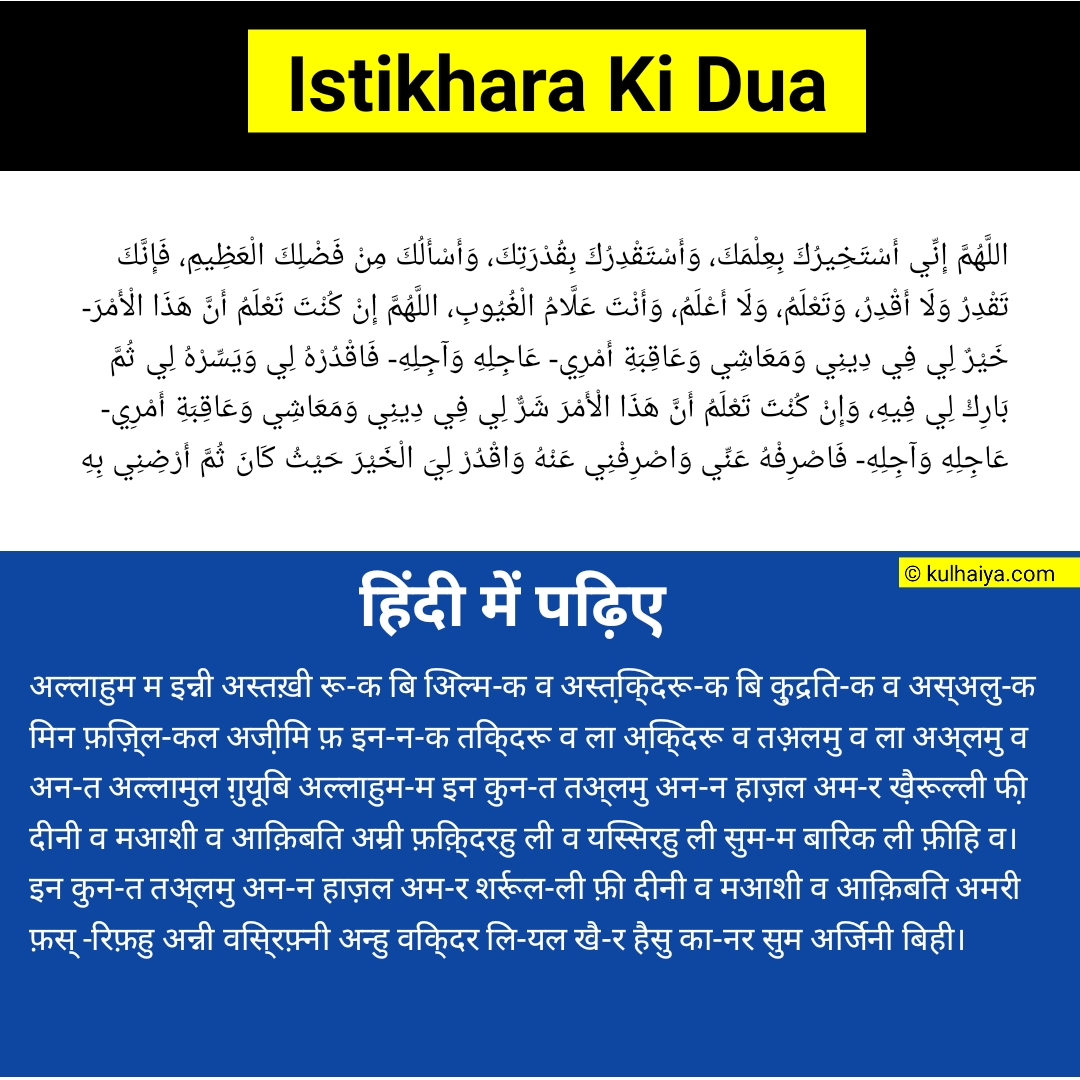 Istikhara Ki Dua
اللَّهُمَّ إِنِّي أَسْتَخِيرُكَ بِعِلْمَكَ، وَأَسْتَقْدِرُكَ بِقُدْرَتِكَ، وَأَسْأَلُكَ مِنْ فَضْلِكَ الْعَظِيمِ، فَإِنَّكَ
تَقْدِرُ وَلَا أَقْدِرُ، وَتَعْلَمُ، وَلَا أَعْلَمُ، وَأَنْتَ عَلَّامُ الْغُيُوبِ، اللَّهُمَّ إِنْ كُنْتَ تَعْلَمُ أَنَّ هَذَا الْأَمْرَ-
خَيْرٌ لِي فِي دِينِي وَمَعَاشِي وَعَاقِبَةِ أَمْرِي- عَاجِلِهِ وَآجِلِهِ- فَاقْدُرْهُ لِي وَيَسِّرْهُ لِي ثُمَّ
بَارِكْ لِي فِيهِ، وَإِنْ كُنْتَ تَعْلَمُ أَنَّ هَذَا الْأَمْرَ شَرٌّ لِي فِي دِينِي وَمَعَاشِي وَعَاقِبَةِ أَمْرِي-
عَاجِلِهِ وَآجِلِهِ- فَاصْرِفْهُ عَنِّي وَاصْرِفْنِي عَنْهُ وَاقْدُرْ لِيَ الْخَيْرَ حَيْثُ كَانَ ثُمَّ أَرْضِنِي بِهِ
© kulhaiya.com
हिंदी में पढ़िए
अल्लाहुम म इन्नी अस्तख़ी रू-क बि अिल्म-क व अस्तक़्दिरू-क बि क़ुद्रति-क व अस्अलु-क
मिन फ़ज़्ल-कल अज़ीमि फ़ इन-न-क तक्दिरू व ला अक़्दिरू व तअ़लमु व ला अअ्लमु व
अन-त अल्लामुल ग़ुयूबि अल्लाहुम-म इन कुन-त तअ्लमु अन-न हाज़ल अम-र ख़ैरूल्ली फी़
दीनी व मआशी व आक़िबति अम्री फ़क़्दिरहु ली व यस्सिरहु ली सुम-म बारिक ली फ़ीहि व।
इन कुन-त तअ्लमु अन-न हाज़ल अम-र शर्रूल-ली फ़ी दीनी व मआशी व आक़िबति अमरी
फ़स् -रिफ़हु अन्नी वस्रिफ़्नी अन्हु वक्दिर लि-यल खै-र हैसु का-नर सुम अर्जिनी बिही।